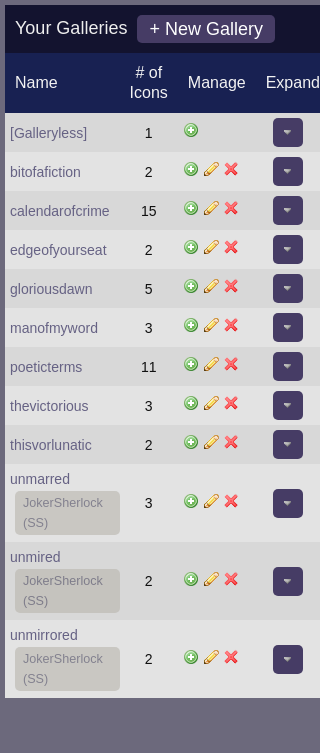 Your Galleries + New Gallery
Name # of Icons Manage Expand
[Galleryless] 1
bitofafiction 2
calendarofcrime 15
edgeofyourseat 2
gloriousdawn 5
manofmyword 3
poeticterms 11
thevictorious 3
thisvorlunatic 2
unmarred 3
JokerSherlock
(SS)
unmired 2
JokerSherlock
(SS)
unmirrored 2
JokerSherlock
(SS)